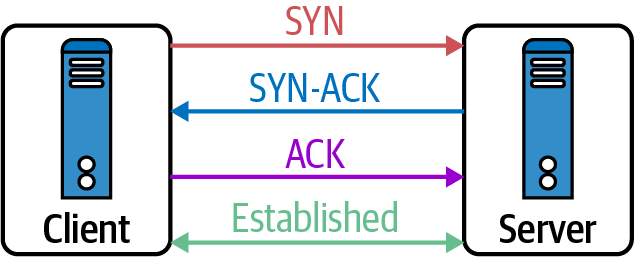 SYN
SYN-ACK
ACK
Established
Client
Server